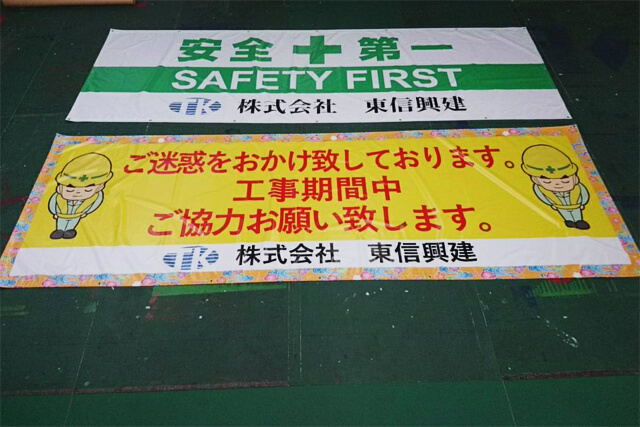 安全 第一
SAFETY FIRST
TK 株式会社 東信興建
ご迷惑をおかけ致しております。
工事期間中
ご協力お願い致します。
TK 株式会社 東信興建